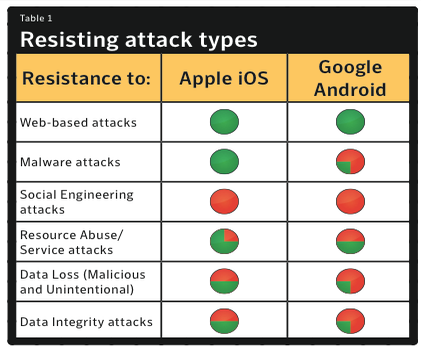 Table 1
Resisting attack types
Resistance to:
Apple iOS
Google
Android
Web-based attacks
Malware attacks
Social Engineering
attacks
Resource Abuse/
Service attacks
Data Loss (Malicious
and Unintentional)
Data Integrity attacks